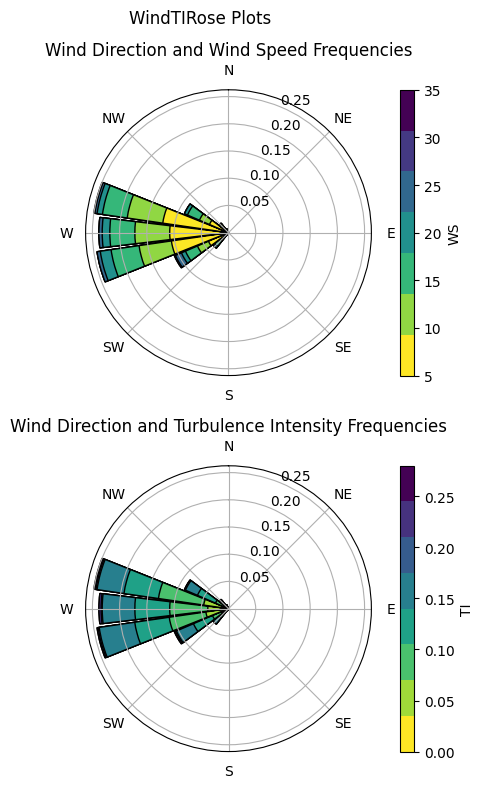 WindTIRose Plots
Wind Direction and Wind Speed Frequencies
N
NE
E
SE
S
SW
W
NW
0.05
0.10
0.15
0.20
0.25
35
30
25
20
15
10
5
WS
Wind Direction and Turbulence Intensity Frequencies
N
NE
E
SE
S
SW
W
NW
0.05
0.10
0.15
0.20
0.25
0.25
0.20
0.15
0.10
0.05
0.00
TI